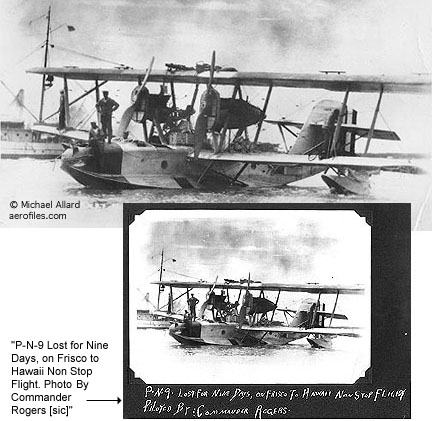 © Michael Allard
aerofiles.com
"P-N-9 Lost for Nine
Days, on Frisco to
Hawaii Non Stop
Flight. Photo By
Commander
Rogers [sic]"
P-N-9. LOST FOR NINE DAYS, ON FRISCO TO HAWAII NON STOP FLIGHT
PILOTED BY: COMMANDER ROGERS.